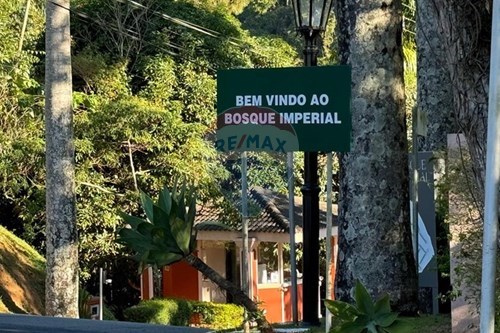 BEM VINDO AO
BOSQUE IMPERIAL
RE/MAX